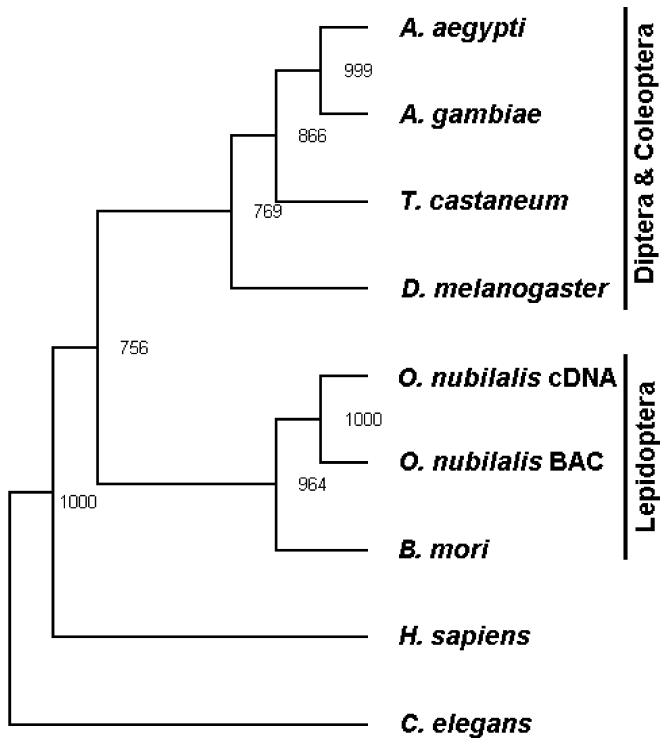 A. aegypti
999
A. gambiae
866
T. castaneum
769
D. melanogaster
Diptera & Coleoptera
756
O. nubilalis cDNA
1000
O. nubilalis BAC
964
B. mori
Lepidoptera
1000
H. sapiens
C. elegans